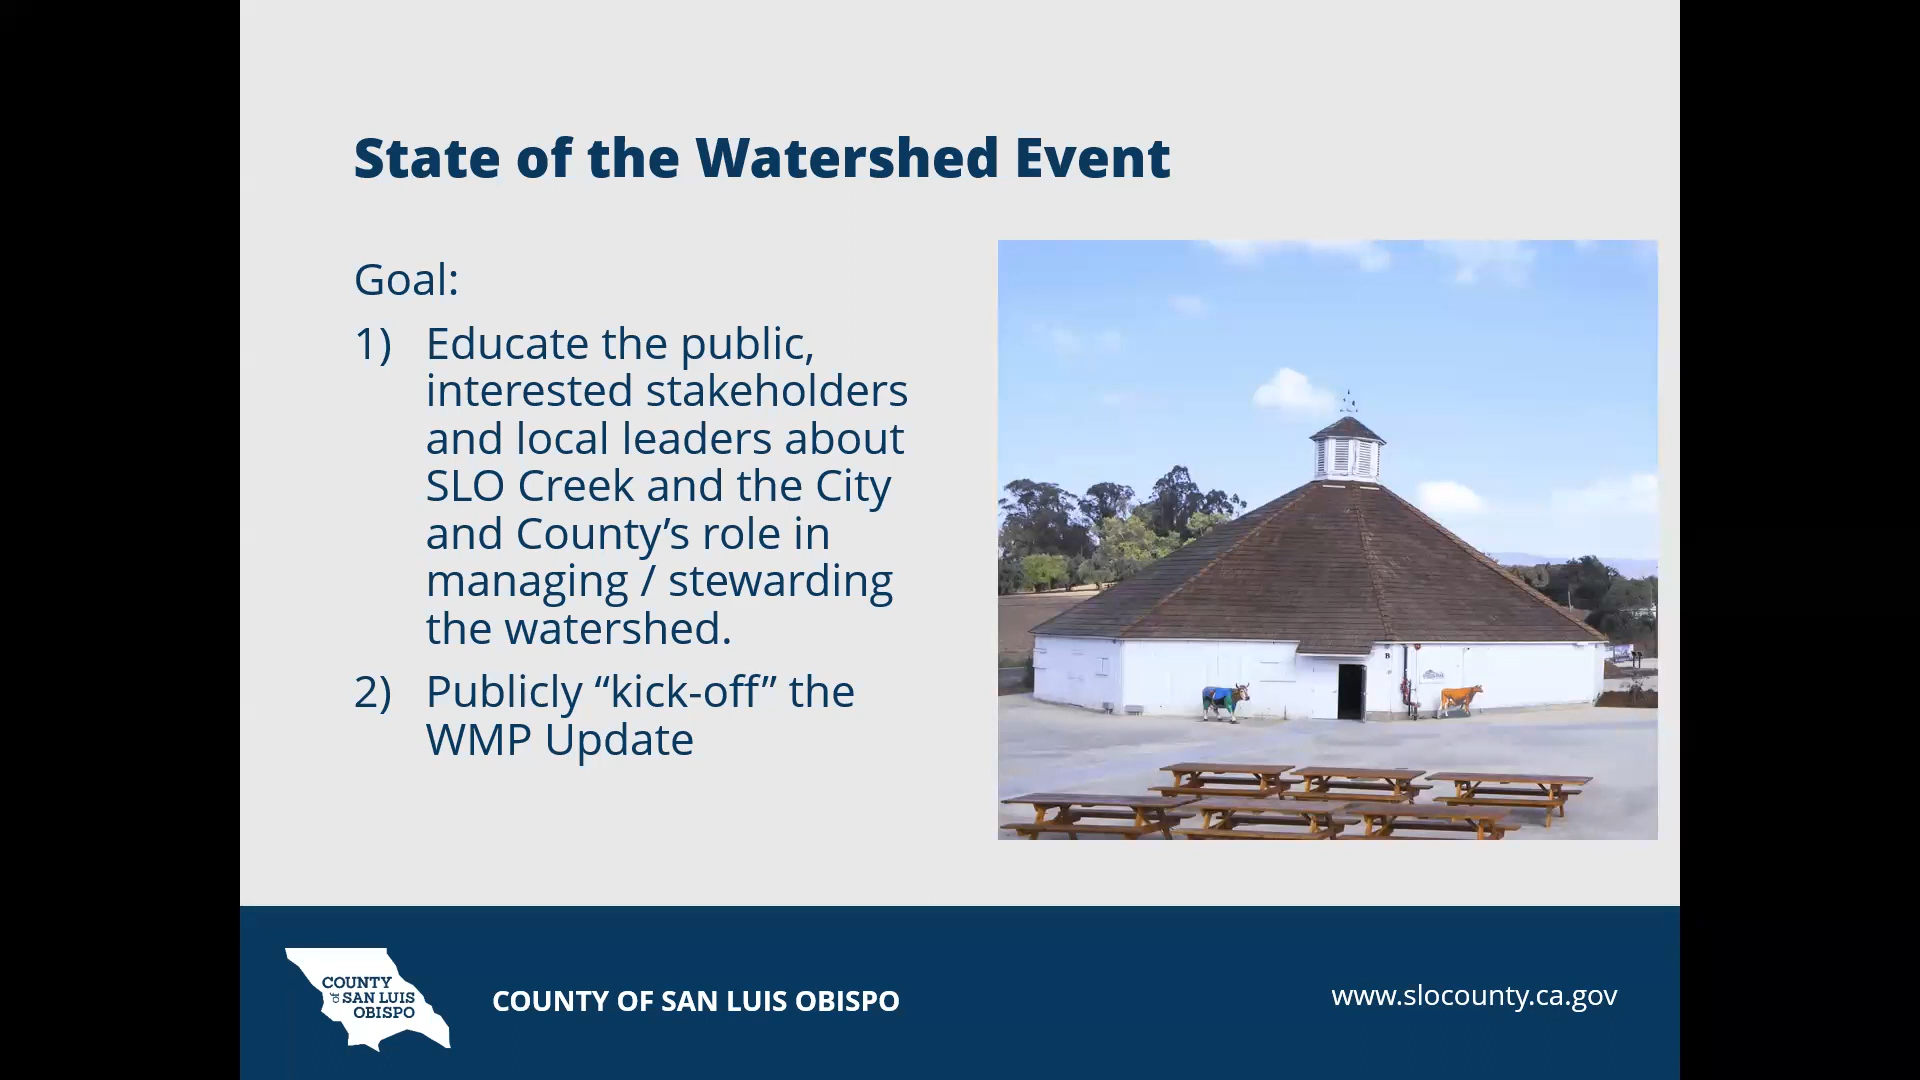 State of the Watershed Event
Goal:
1) Educate the public,
interested stakeholders
and local leaders about
SLO Creek and the City
and County’s role in
managing / stewarding
the watershed.
2) Publicly “kick-off” the
WMP Update
COUNTY
OF SAN LUIS
OBISPO
COUNTY OF SAN LUIS OBISPO
www.slocounty.ca.gov